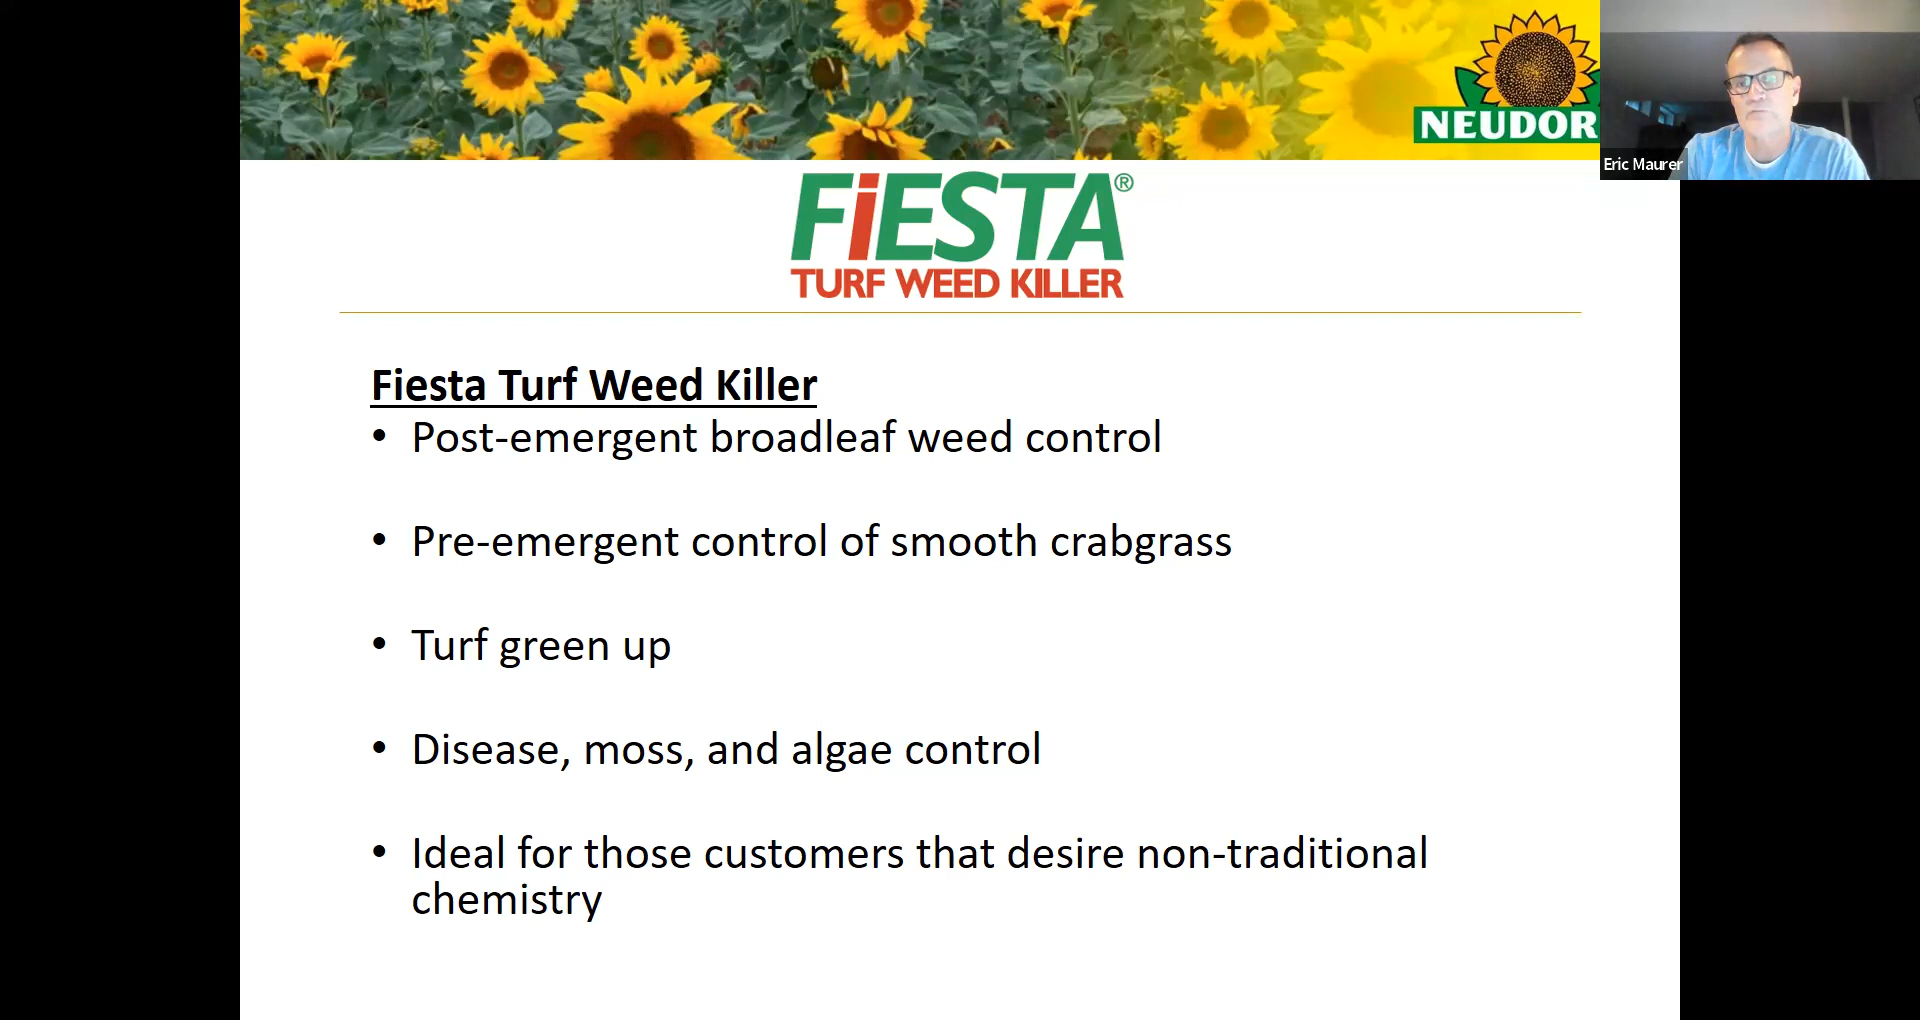 NEUDOR
Eric Maurer
FiESTA®
TURF WEED KILLER
Fiesta Turf Weed Killer
• Post-emergent broadleaf weed control
• Pre-emergent control of smooth crabgrass
• Turf green up
• Disease, moss, and algae control
• Ideal for those customers that desire non-traditional
chemistry